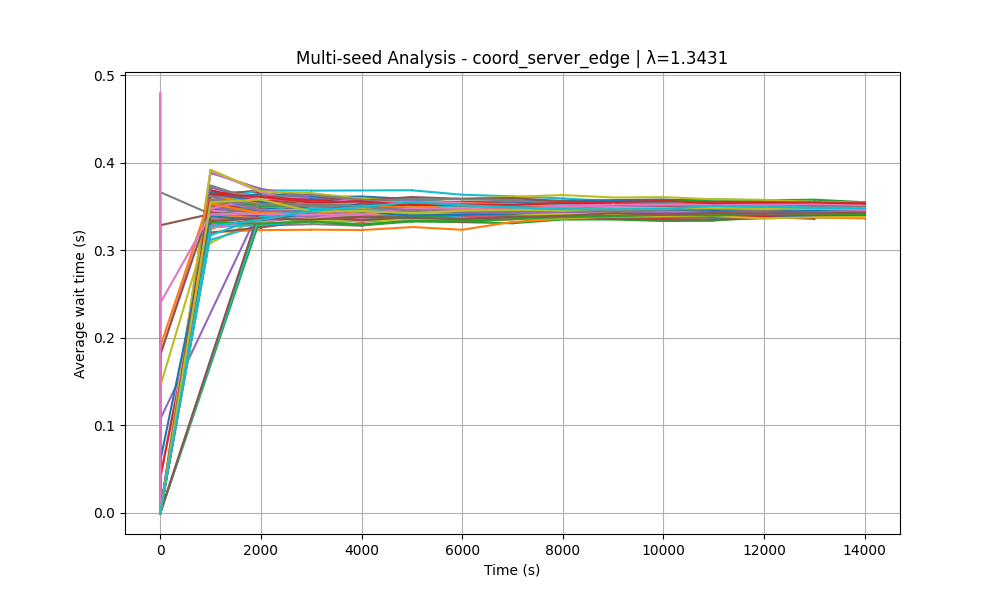 Multi-seed Analysis - coord_server_edge | λ=1.3431
0.5
0.4
0.3
0.2
0.1
0.0
Average wait time (s)
0 2000 4000 6000 8000 10000 12000 14000
Time (s)